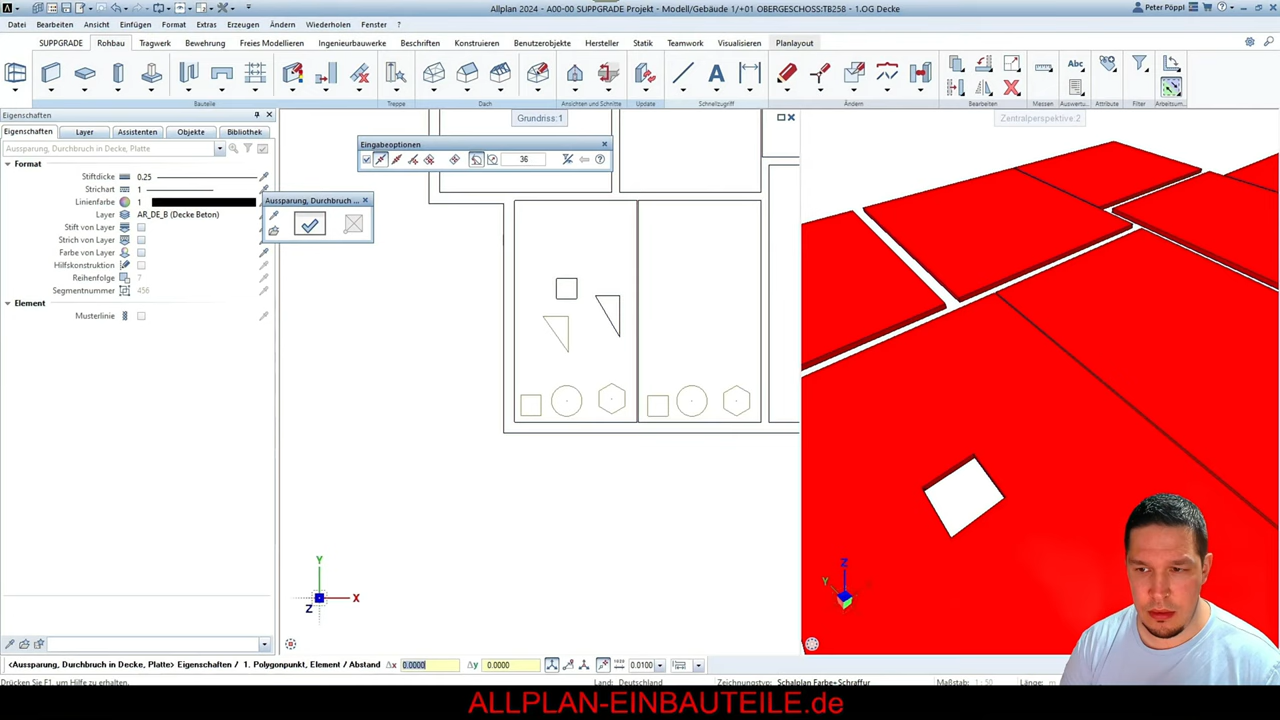 Allplan 2024 - A00-00 SUPPGRADE Projekt - Modell/Gebäude 1/+01 OBERGESCHOSS:TB258 - 1.OG Decke
Peter Pöppl
Datei Bearbeiten Ansicht Einfügen Format Extras Erzeugen Ändern Wiederholen Fenster ?
SUPPGRADE Rohbau Tragwerk Bewehrung Freies Modellieren Ingenieurbauwerke Beschriften Konstruieren Benutzerobjekte Hersteller Statik Teamwork Visualisieren Planlayout
Abc
Bauteile Treppe Dach Ansichten und Schnitte Update Schnellzugriff Ändern Bearbeiten Messen Auswertu... Attribute Filter Arbeitsum...
Eigenschaften
Eigenschaften Layer Assistenten Objekte Bibliothek
Aussparung, Durchbruch in Decke, Platte
Format
Stiftdicke 0.25
Strichart 1
Linienfarbe 1
Layer AR_DE_B (Decke Beton)
Stift von Layer
Strich von Layer
Farbe von Layer
Hilfskonstruktion
Reihenfolge 7
Segmentnummer 456
Element
Musterlinie
Grundriss:1
Eingabeoptionen
36
Aussparung, Durchbruch ...
Zentralperspektive:2
Y
X
Z
Z
Y
<Aussparung, Durchbruch in Decke, Platte> Eigenschaften / 1. Polygonpunkt, Element / Abstand Δx 0.0000 Δy 0.0000 0.0100
Drücken Sie F1, um Hilfe zu erhalten. Land: Deutschland Zeichnungstyp: Schalplan Farbe+Schraffur Maßstab: 1 : 50 Länge: m
ALLPLAN-EINBAUTEILE.de